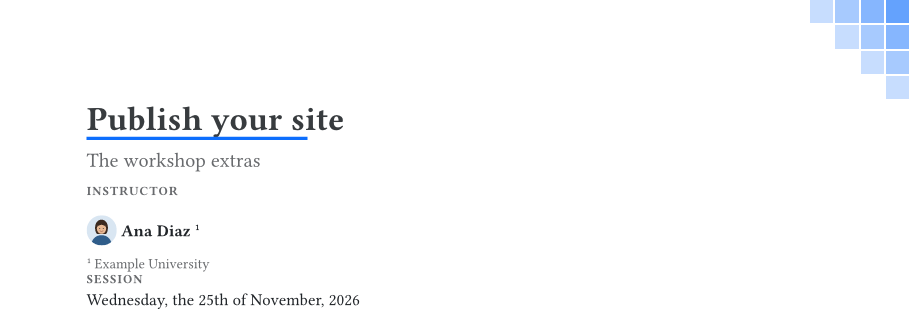 Publish your site
The workshop extras
INSTRUCTOR
Ana Diaz ¹
¹ Example University
SESSION
Wednesday, the 25th of November, 2026